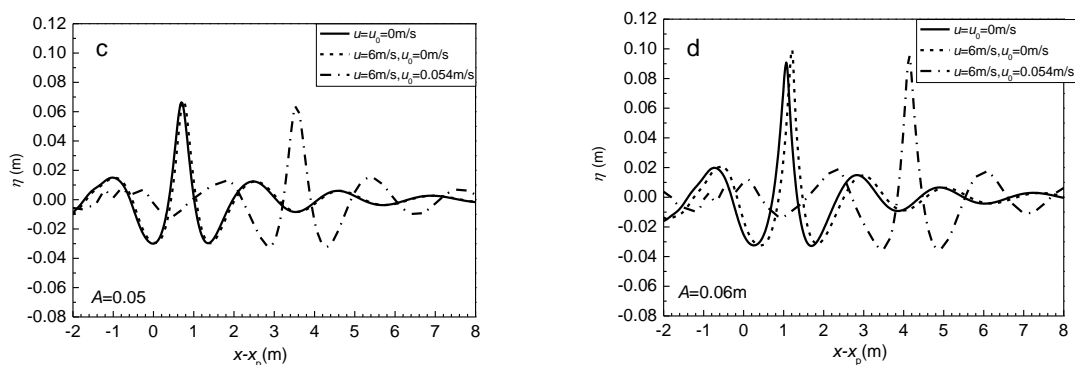 c
u=u₀=0m/s
u=6m/s,u₀=0m/s
u=6m/s,u₀=0.054m/s
0.12
0.10
0.08
0.06
0.04
0.02
0.00
-0.02
-0.04
-0.06
-0.08
η (m)
A=0.05
-2 -1 0 1 2 3 4 5 6 7 8
x-xₚ(m)
d
u=u₀=0m/s
u=6m/s,u₀=0m/s
u=6m/s,u₀=0.054m/s
0.12
0.10
0.08
0.06
0.04
0.02
0.00
-0.02
-0.04
-0.06
-0.08
η (m)
A=0.06m
-2 -1 0 1 2 3 4 5 6 7 8
x-xₚ(m)